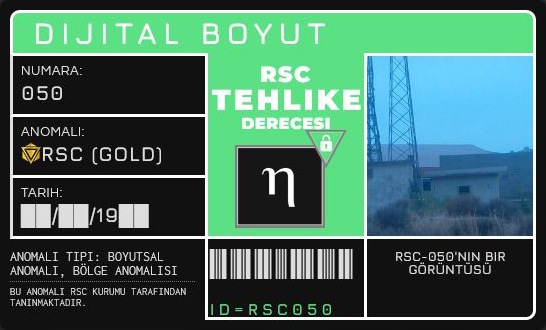 DIJITAL BOYUT
NUMARA:
050
ANOMALI:
RSC (GOLD)
TARIH:
██/██/19██
RSC
TEHLIKE
DERECESI
η
ANOMALI TIPI: BOYUTSAL
ANOMALI, BÖLGE ANOMALISI
BU ANOMALI RSC KURUMU TARAFINDAN
TANINMAKTADIR.
ID=RSC050
RSC-050'NIN BIR
GÖRÜNTÜSÜ